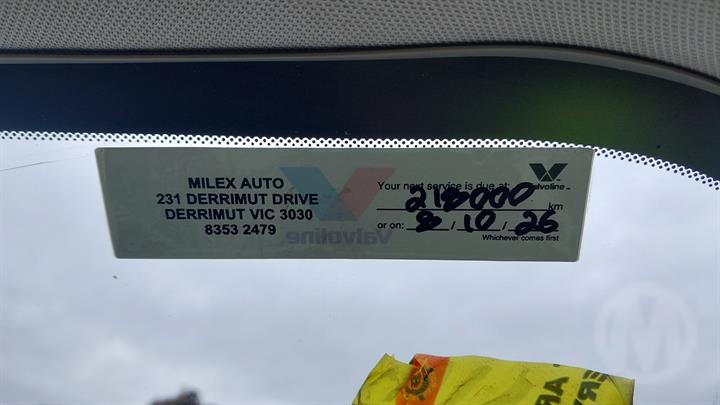 MILEX AUTO
231 DERRIMUT DRIVE
DERRIMUT VIC 3030
8353 2479
Valvoline
Your next service is due at:
218000 km
or on: 8 / 10 / 26
Whichever comes first
Valvoline